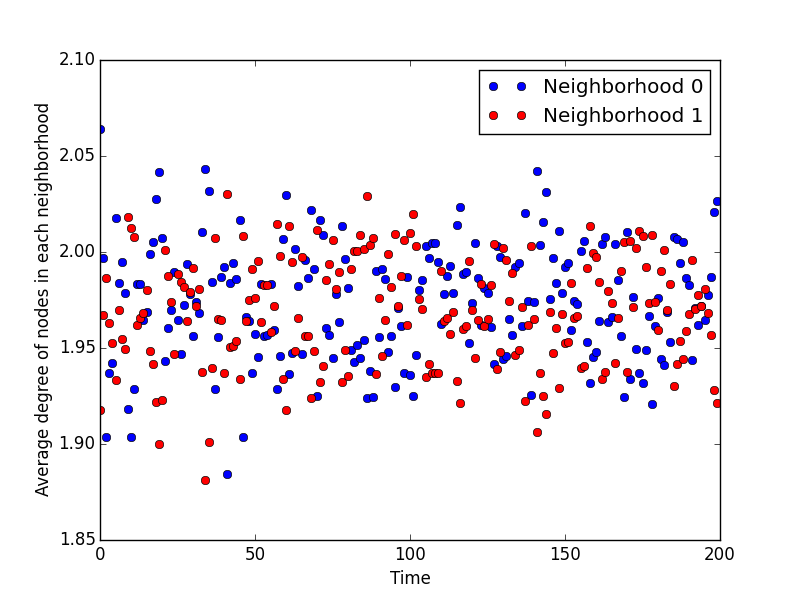 2.10
2.05
2.00
1.95
1.90
1.85
0
50
100
150
200
Average degree of nodes in each neighborhood
Time
Neighborhood 0
Neighborhood 1